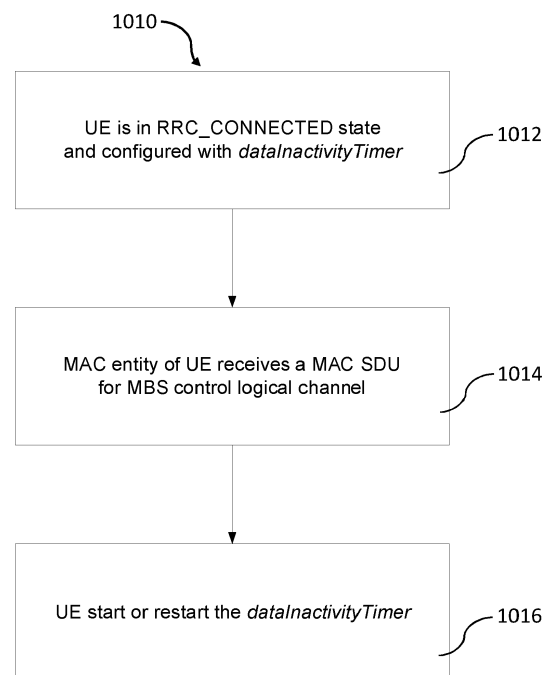 1010
UE is in RRC_CONNECTED state
and configured with dataInactivityTimer
1012
MAC entity of UE receives a MAC SDU
for MBS control logical channel
1014
UE start or restart the dataInactivityTimer
1016